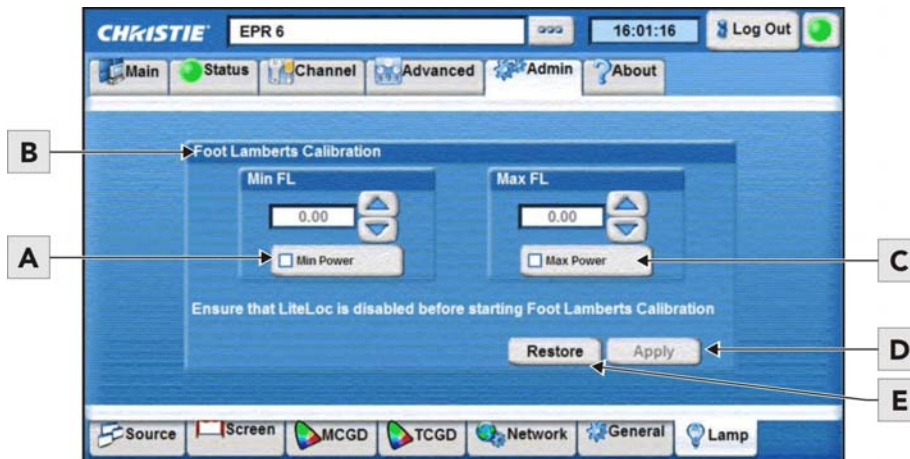 CHRISTIE EPR 6 16:01:16 Log Out
Main Status Channel Advanced Admin About
B Foot Lamberts Calibration
Min FL Max FL
0.00 0.00
A Min Power Max Power C
Ensure that LiteLoc is disabled before starting Foot Lamberts Calibration
Restore Apply D
E
Source Screen MCGD TCGD Network General Lamp